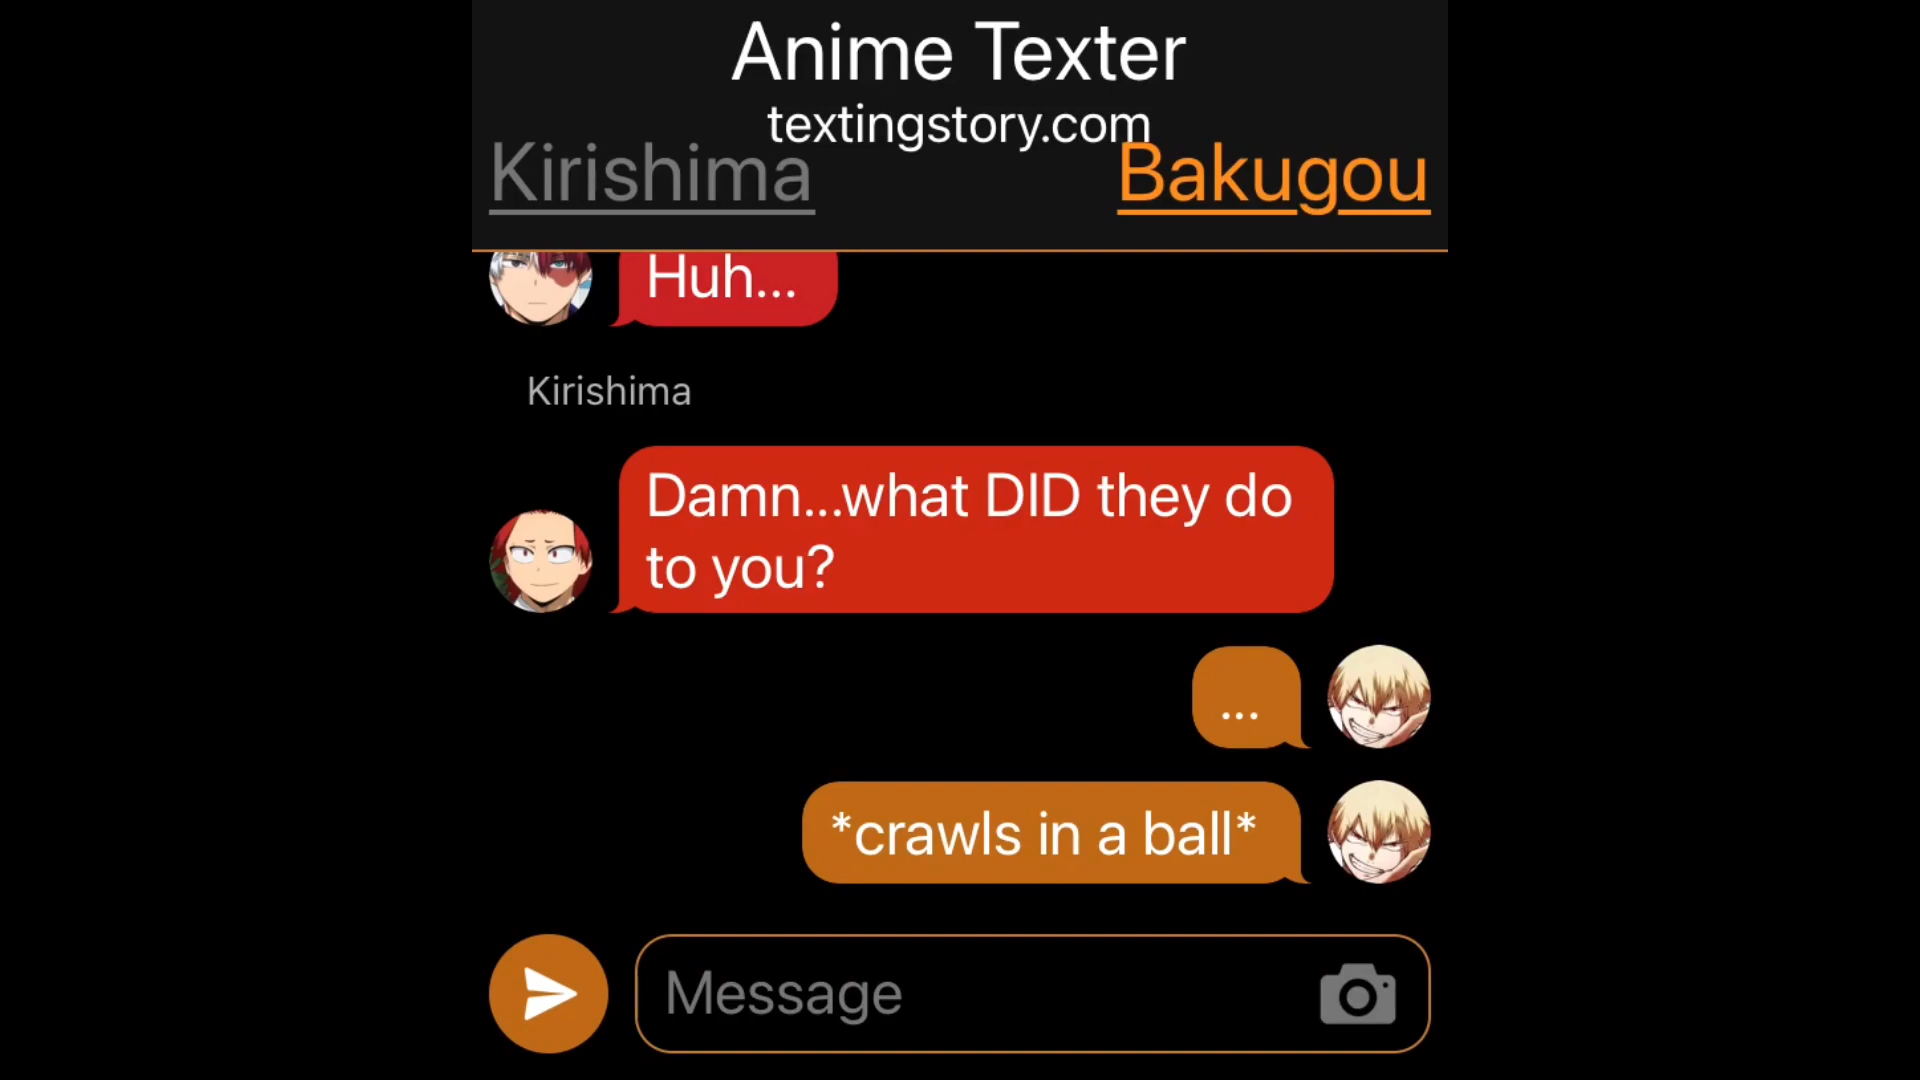 Anime Texter
textingstory.com
Kirishima
Bakugou
Huh...
Kirishima
Damn...what DID they do
to you?
...
*crawls in a ball*
Message